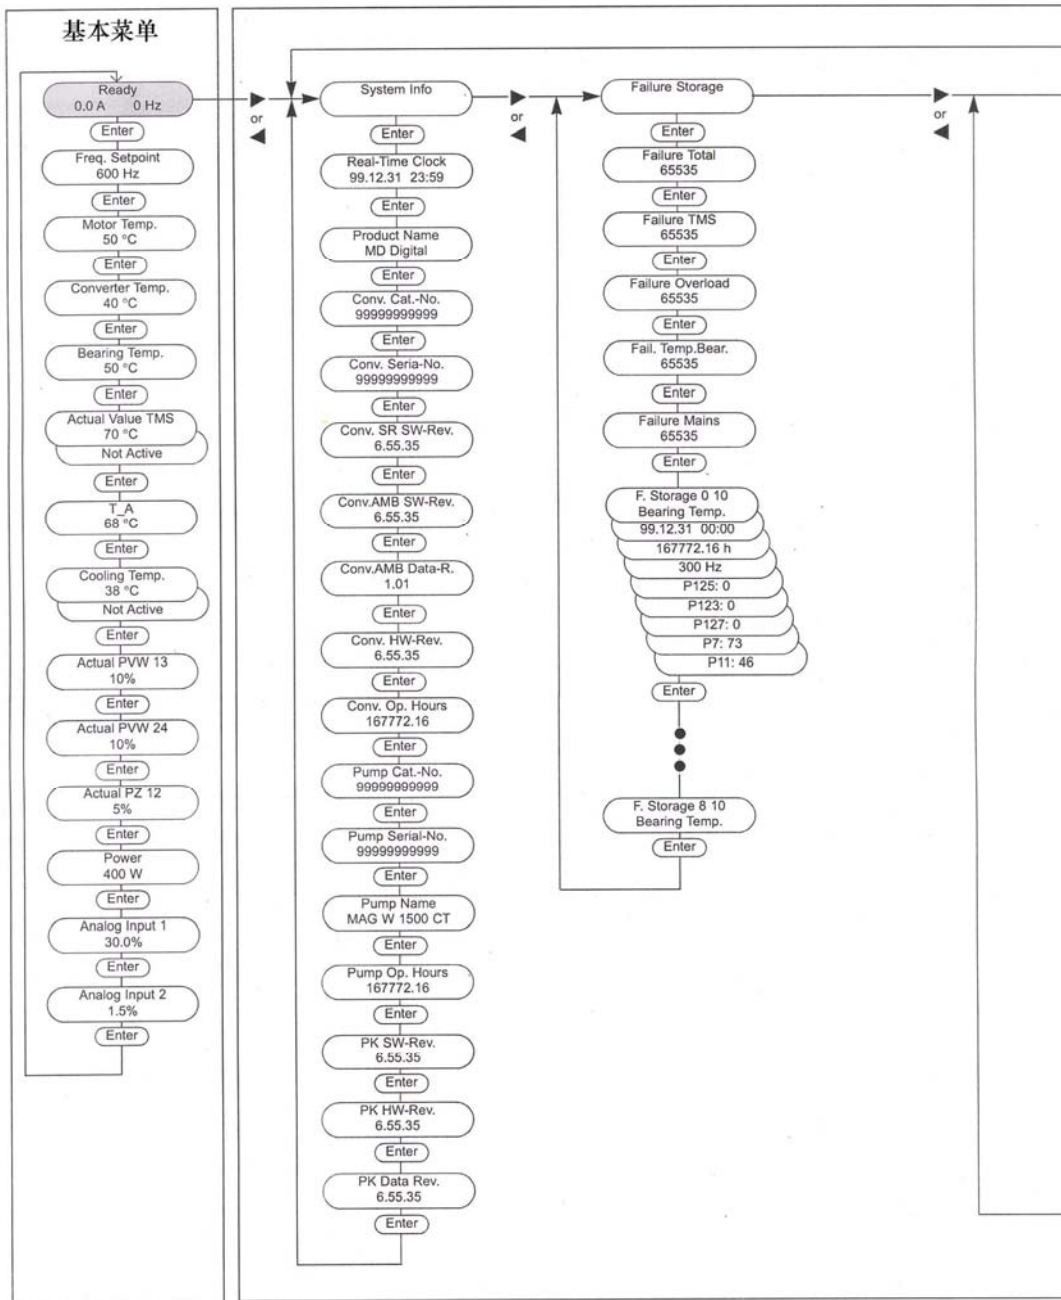 基本菜单
Ready
0.0 A 0 Hz
Enter
Freq. Setpoint
600 Hz
Enter
Motor Temp.
50 °C
Enter
Converter Temp.
40 °C
Enter
Bearing Temp.
50 °C
Enter
Actual Value TMS
70 °C
Not Active
Enter
T_A
68 °C
Enter
Cooling Temp.
38 °C
Not Active
Enter
Actual PVW 13
10%
Enter
Actual PVW 24
10%
Enter
Actual PZ 12
5%
Enter
Power
400 W
Enter
Analog Input 1
30.0%
Enter
Analog Input 2
1.5%
Enter
or
System Info
Enter
Real-Time Clock
99.12.31 23:59
Enter
Product Name
MD Digital
Enter
Conv. Cat.-No.
99999999999
Enter
Conv. Seria-No.
99999999999
Enter
Conv. SR SW-Rev.
6.55.35
Enter
Conv.AMB SW-Rev.
6.55.35
Enter
Conv.AMB Data-R.
1.01
Enter
Conv. HW-Rev.
6.55.35
Enter
Conv. Op. Hours
167772.16
Enter
Pump Cat.-No.
99999999999
Enter
Pump Serial-No.
99999999999
Enter
Pump Name
MAG W 1500 CT
Enter
Pump Op. Hours
167772.16
Enter
PK SW-Rev.
6.55.35
Enter
PK HW-Rev.
6.55.35
Enter
PK Data Rev.
6.55.35
Enter
or
Failure Storage
Enter
Failure Total
65535
Enter
Failure TMS
65535
Enter
Failure Overload
65535
Enter
Fail. Temp.Bear.
65535
Enter
Failure Mains
65535
Enter
F. Storage 0 10
Bearing Temp.
99.12.31 00:00
167772.16 h
300 Hz
P125: 0
P123: 0
P127: 0
P7: 73
P11: 46
Enter
F. Storage 8 10
Bearing Temp.
Enter
or